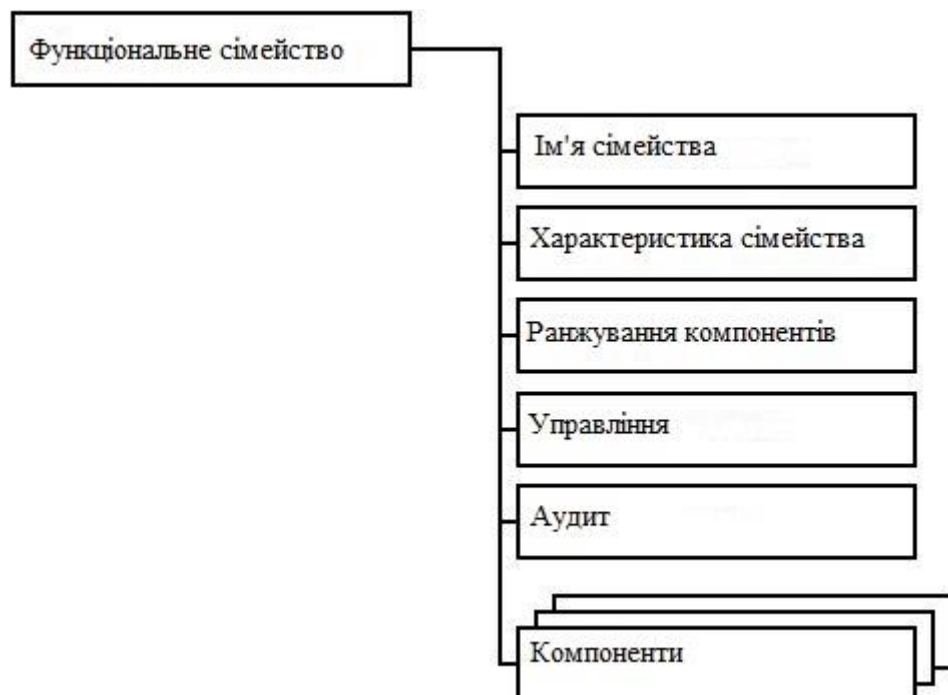 Функціональне сімейство
Ім'я сімейства
Характеристика сімейства
Ранжування компонентів
Управління
Аудит
Компоненти